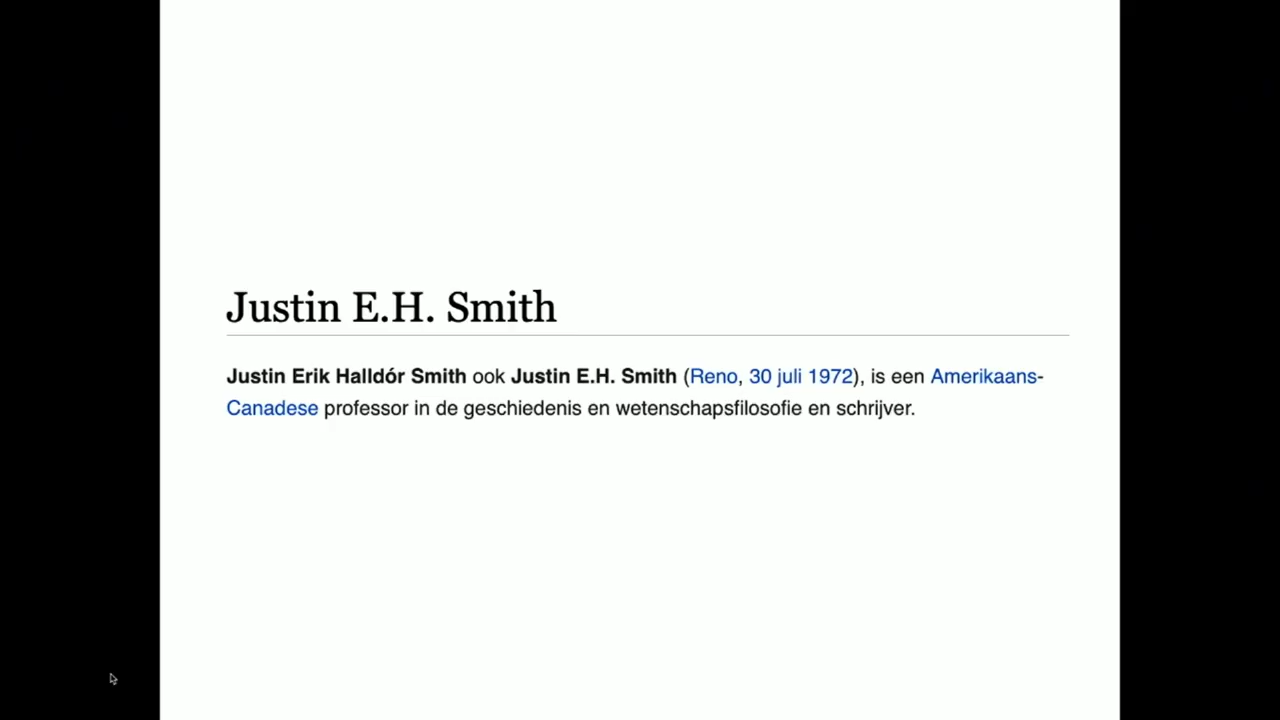 Justin E.H. Smith
Justin Erik Halldór Smith ook Justin E.H. Smith (Reno, 30 juli 1972), is een Amerikaans-
Canadese professor in de geschiedenis en wetenschapsfilosofie en schrijver.